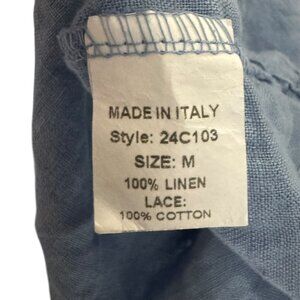 MADE IN ITALY
Style: 24C103
SIZE: M
100% LINEN
LACE:
100% COTTON